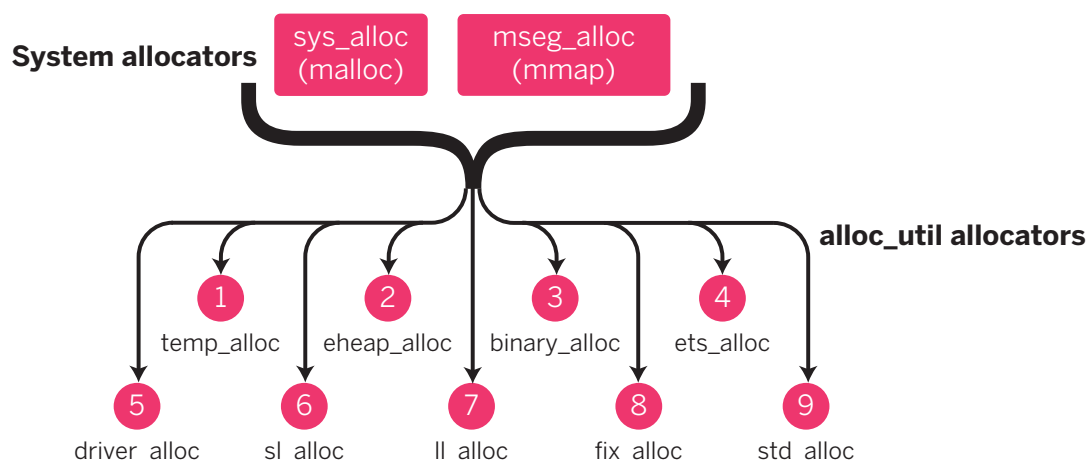 System allocators
sys_alloc
(malloc)
mseg_alloc
(mmap)
alloc_util allocators
1
2
3
4
temp_alloc
eheap_alloc
binary_alloc
ets_alloc
5
6
7
8
9
driver_alloc
sl_alloc
ll_alloc
fix_alloc
std_alloc